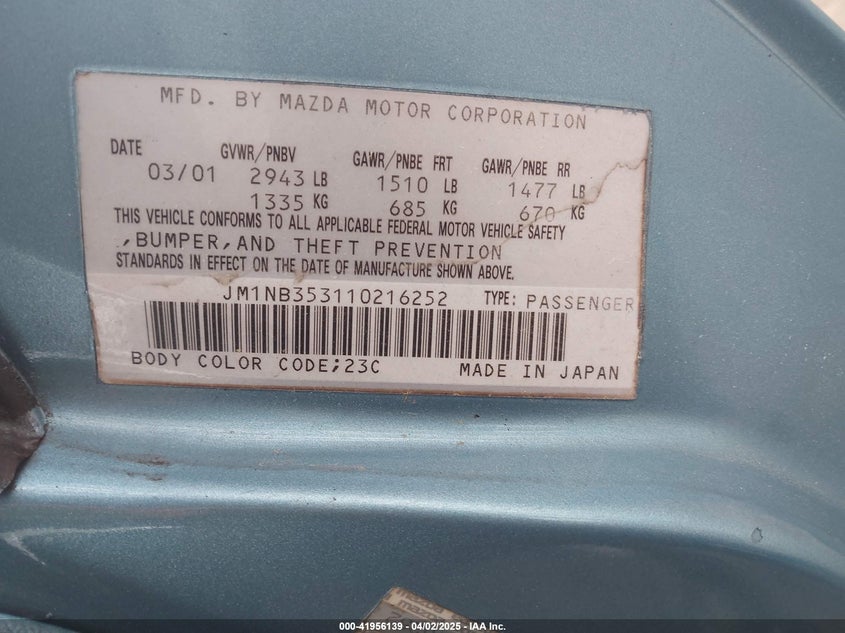 MFD. BY MAZDA MOTOR CORPORATION
DATE GVWR/PNBV GAWR/PNBE FRT GAWR/PNBE RR
03/01 2943 LB 1510 LB 1477 LB
1335 KG 685 KG 670 KG
THIS VEHICLE CONFORMS TO ALL APPLICABLE FEDERAL MOTOR VEHICLE SAFETY
,BUMPER,AND THEFT PREVENTION
STANDARDS IN EFFECT ON THE DATE OF MANUFACTURE SHOWN ABOVE.
JM1NB353110216252 TYPE: PASSENGER
BODY COLOR CODE;23C MADE IN JAPAN
mazda
mazda
000-41956139 - 04/02/2025 - IAA Inc.